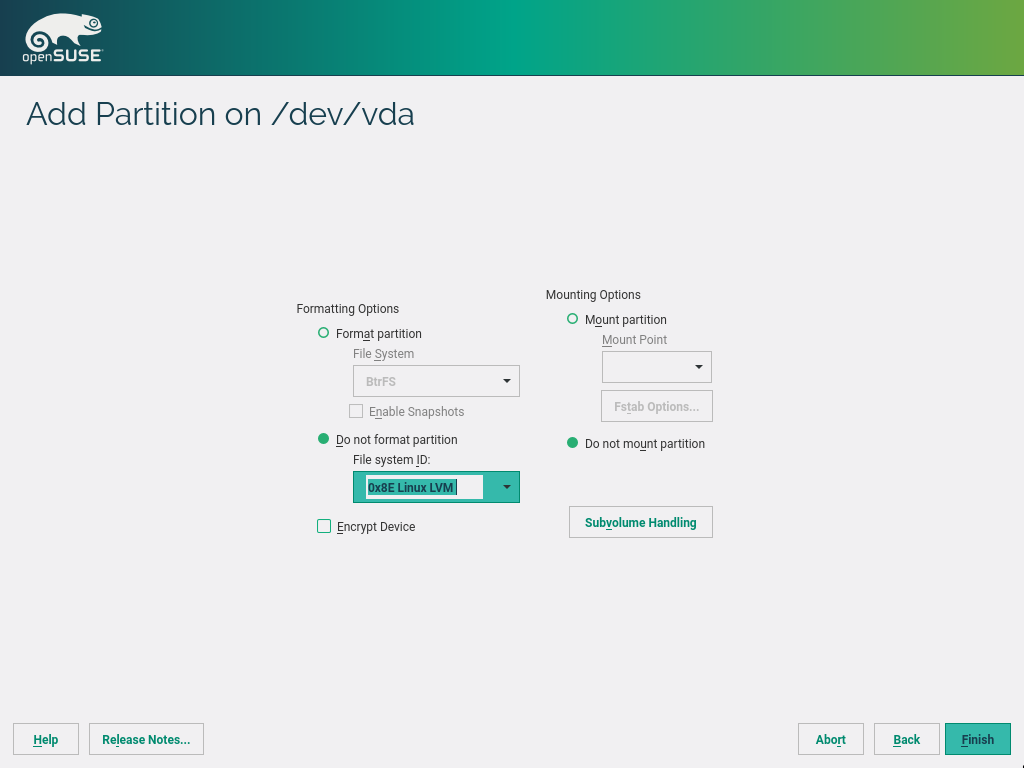 openSUSE
Add Partition on /dev/vda
Formatting Options
Format partition
File System
BtrFS
Enable Snapshots
Do not format partition
File system ID:
0x8E Linux LVM
Encrypt Device
Mounting Options
Mount partition
Mount Point
Fstab Options...
Do not mount partition
Subvolume Handling
Help
Release Notes...
Abort
Back
Finish